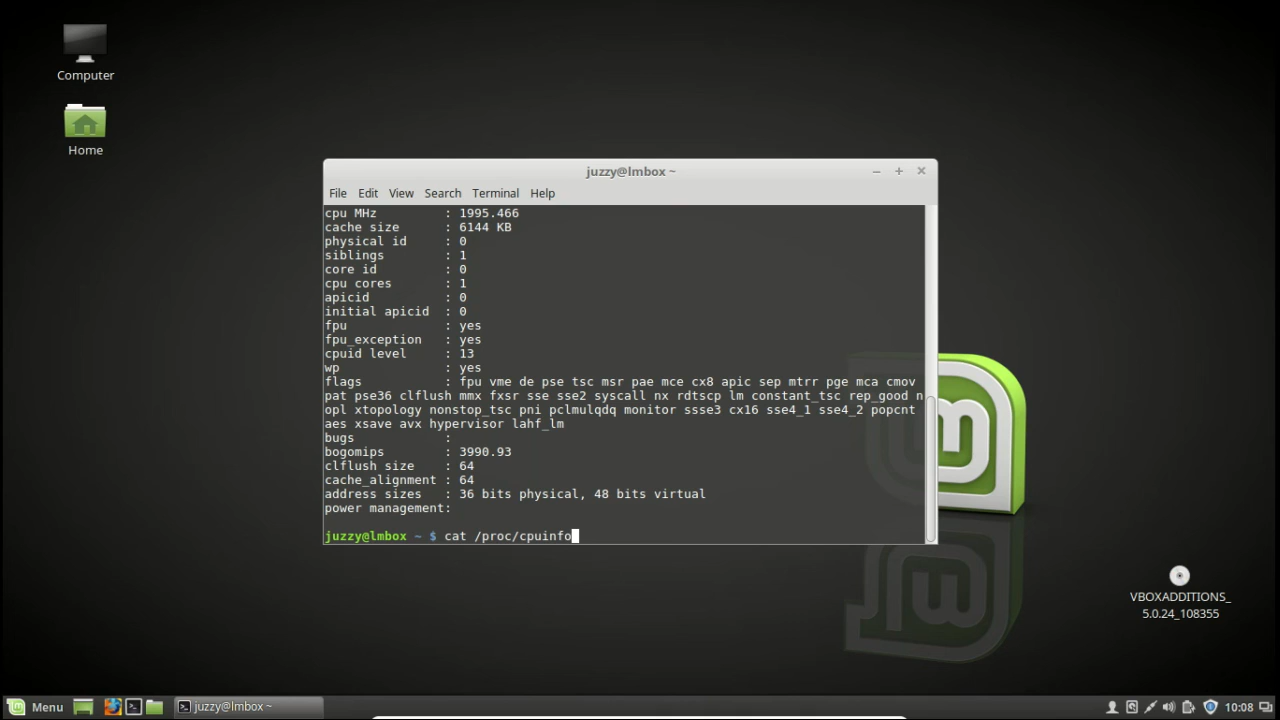 Computer
Home
juzzy@lmbox ~
File Edit View Search Terminal Help
cpu MHz : 1995.466
cache size : 6144 KB
physical id : 0
siblings : 1
core id : 0
cpu cores : 1
apicid : 0
initial apicid : 0
fpu : yes
fpu_exception : yes
cpuid level : 13
wp : yes
flags : fpu vme de pse tsc msr pae mce cx8 apic sep mtrr pge mca cmov
pat pse36 clflush mmx fxsr sse sse2 syscall nx rdtscp lm constant_tsc rep_good n
opl xtopology nonstop_tsc pni pclmulqdq monitor ssse3 cx16 sse4_1 sse4_2 popcnt
aes xsave avx hypervisor lahf_lm
bugs :
bogomips : 3990.93
clflush size : 64
cache_alignment : 64
address sizes : 36 bits physical, 48 bits virtual
power management:
juzzy@lmbox ~ $ cat /proc/cpuinfo
VBOXADDITIONS_
5.0.24_108355
Menu juzzy@lmbox ~ 10:08